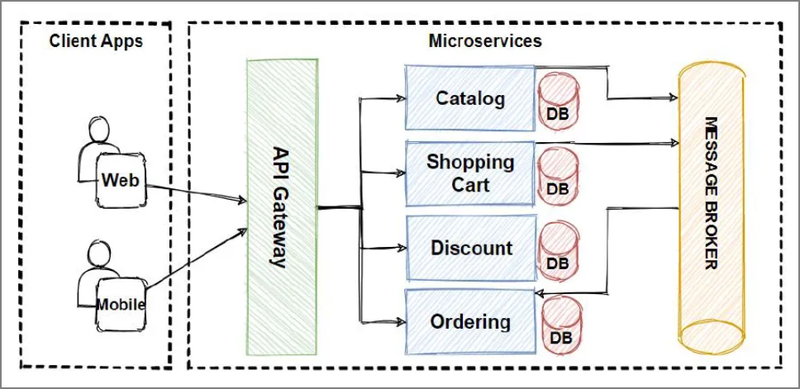 Client Apps
Microservices
Web
Mobile
API Gateway
Catalog
DB
Shopping
Cart
DB
Discount
DB
Ordering
DB
MESSAGE BROKER